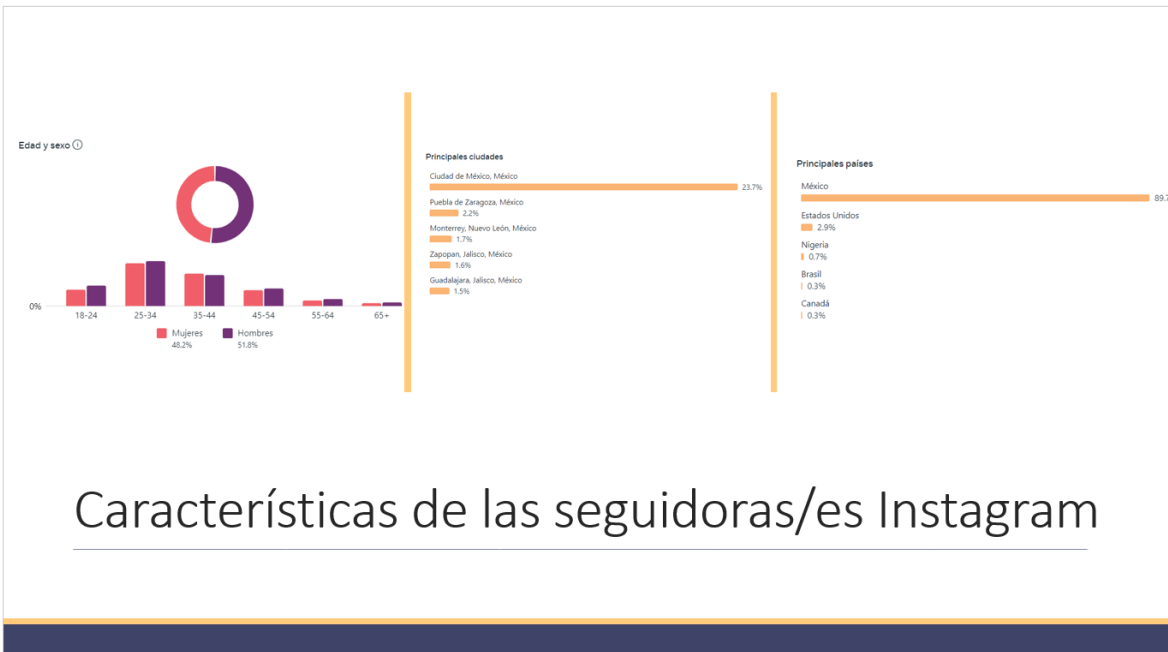 Edad y sexo
0%
18-24
25-34
35-44
45-54
55-64
65+
Mujeres
48.2%
Hombres
51.8%
Principales ciudades
Ciudad de México, México
23.7%
Puebla de Zaragoza, México
2.2%
Monterrey, Nuevo León, México
1.7%
Zapopan, Jalisco, México
1.6%
Guadalajara, Jalisco, México
1.5%
Principales países
México
89.7
Estados Unidos
2.9%
Nigeria
0.7%
Brasil
0.3%
Canadá
0.3%
Características de las seguidoras/es Instagram